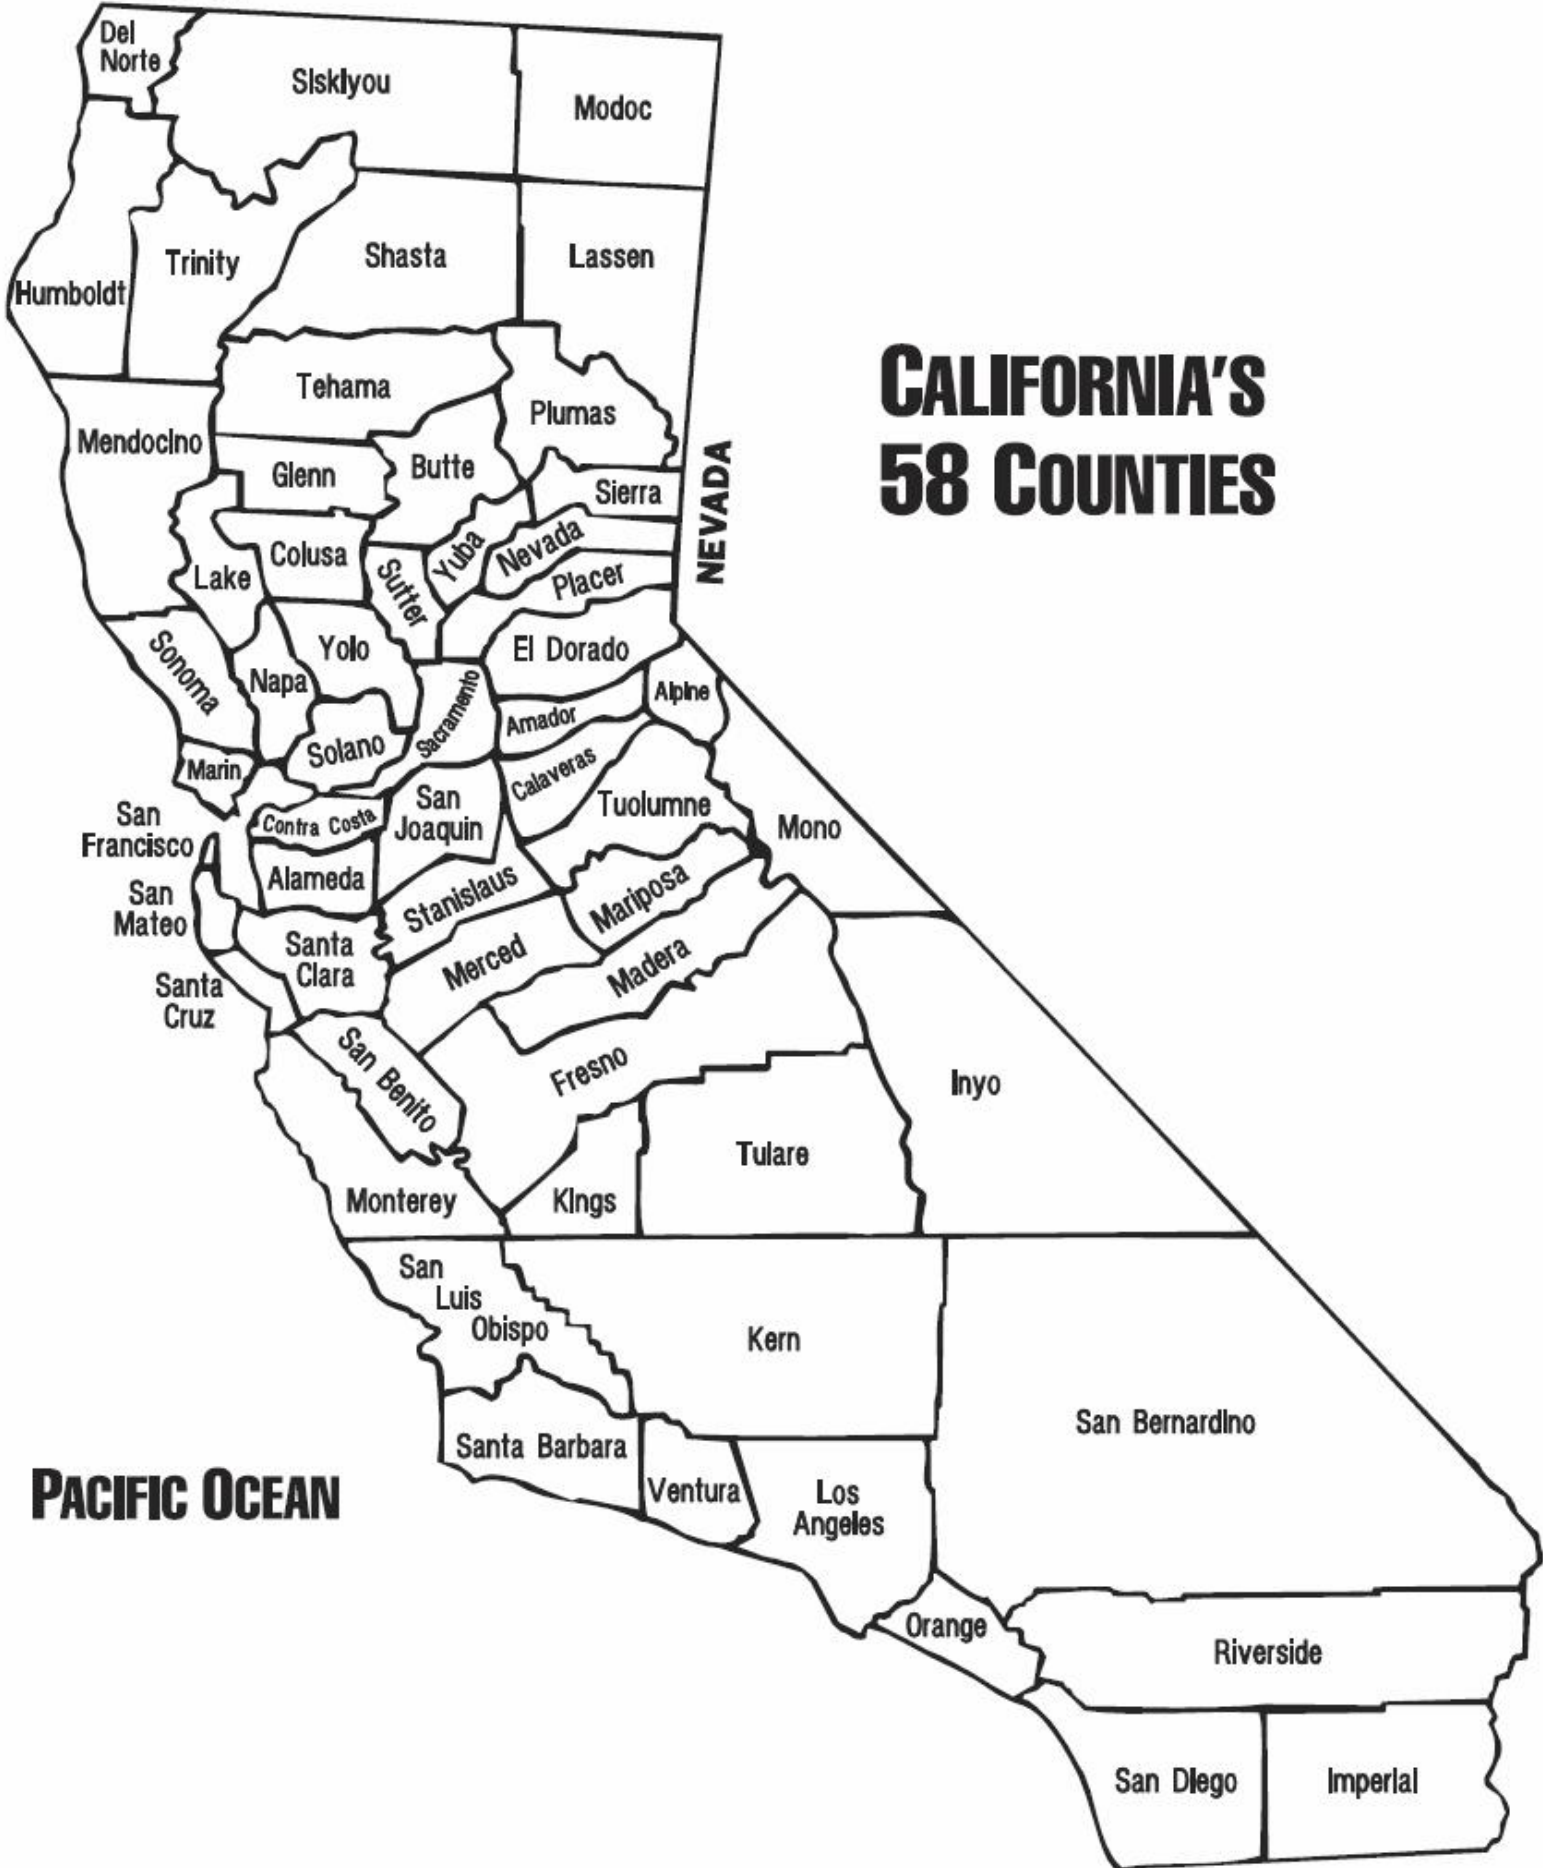 Del
Norte
Siskiyou
Modoc
Humboldt
Trinity
Shasta
Lassen
CALIFORNIA'S
58 COUNTIES
Tehama
Plumas
Mendocino
Glenn
Butte
Sierra
NEVADA
Colusa
Lake
Sutter
Yuba
Nevada
Placer
Sonoma
Napa
Yolo
El Dorado
Sacramento
Amador
Alpine
Marin
Solano
Calaveras
San
Francisco
Contra Costa
San
Joaquin
Tuolumne
Mono
Alameda
San
Mateo
Stanislaus
Mariposa
Santa
Clara
Merced
Madera
Santa
Cruz
San Benito
Fresno
Inyo
Monterey
Kings
Tulare
San
Luis
Obispo
Kern
San Bernardino
Santa Barbara
Ventura
Los
Angeles
PACIFIC OCEAN
Orange
Riverside
San Diego
Imperial